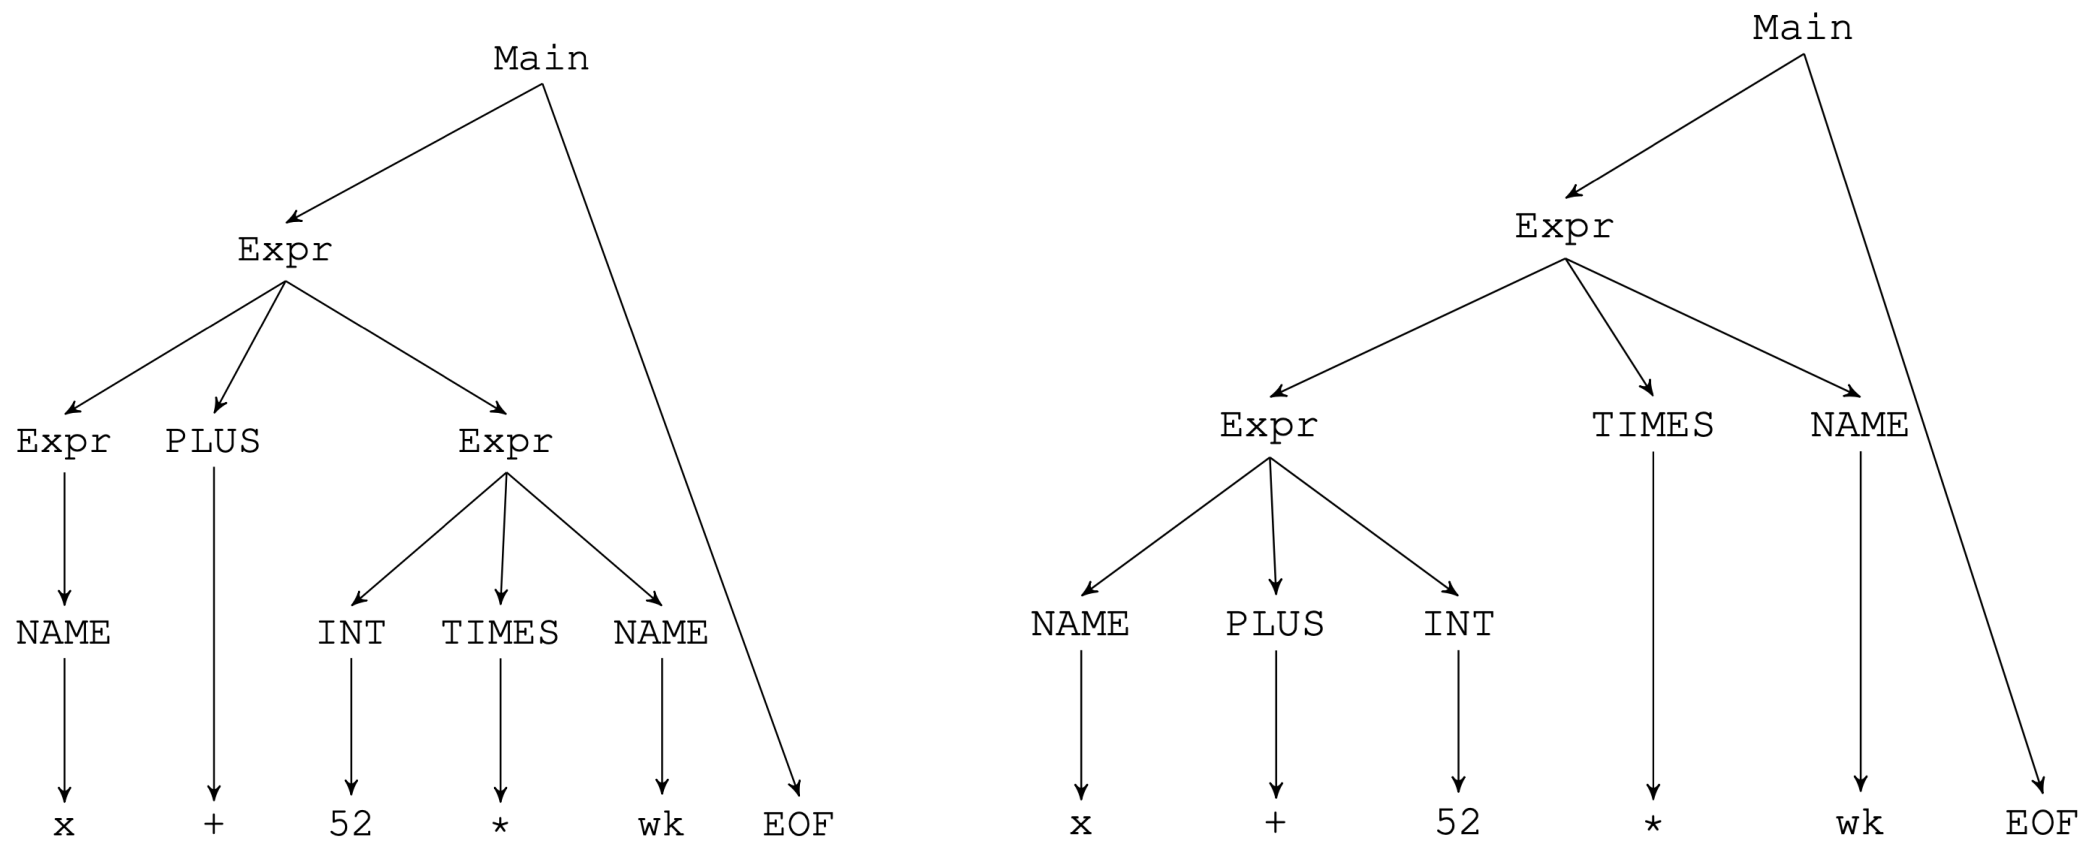 Main
Expr
Expr PLUS Expr
NAME INT TIMES NAME
x + 52 * wk EOF
Main
Expr
Expr TIMES NAME
NAME PLUS INT
x + 52 * wk EOF